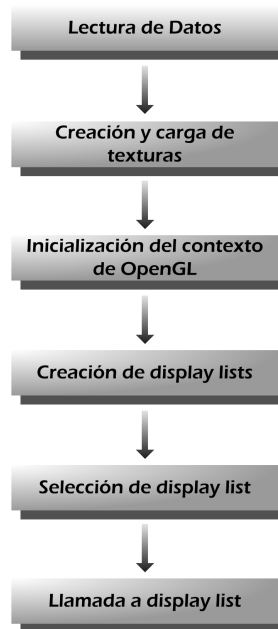 Lectura de Datos
Creación y carga de
texturas
Inicialización del contexto
de OpenGL
Creación de display lists
Selección de display list
Llamada a display list